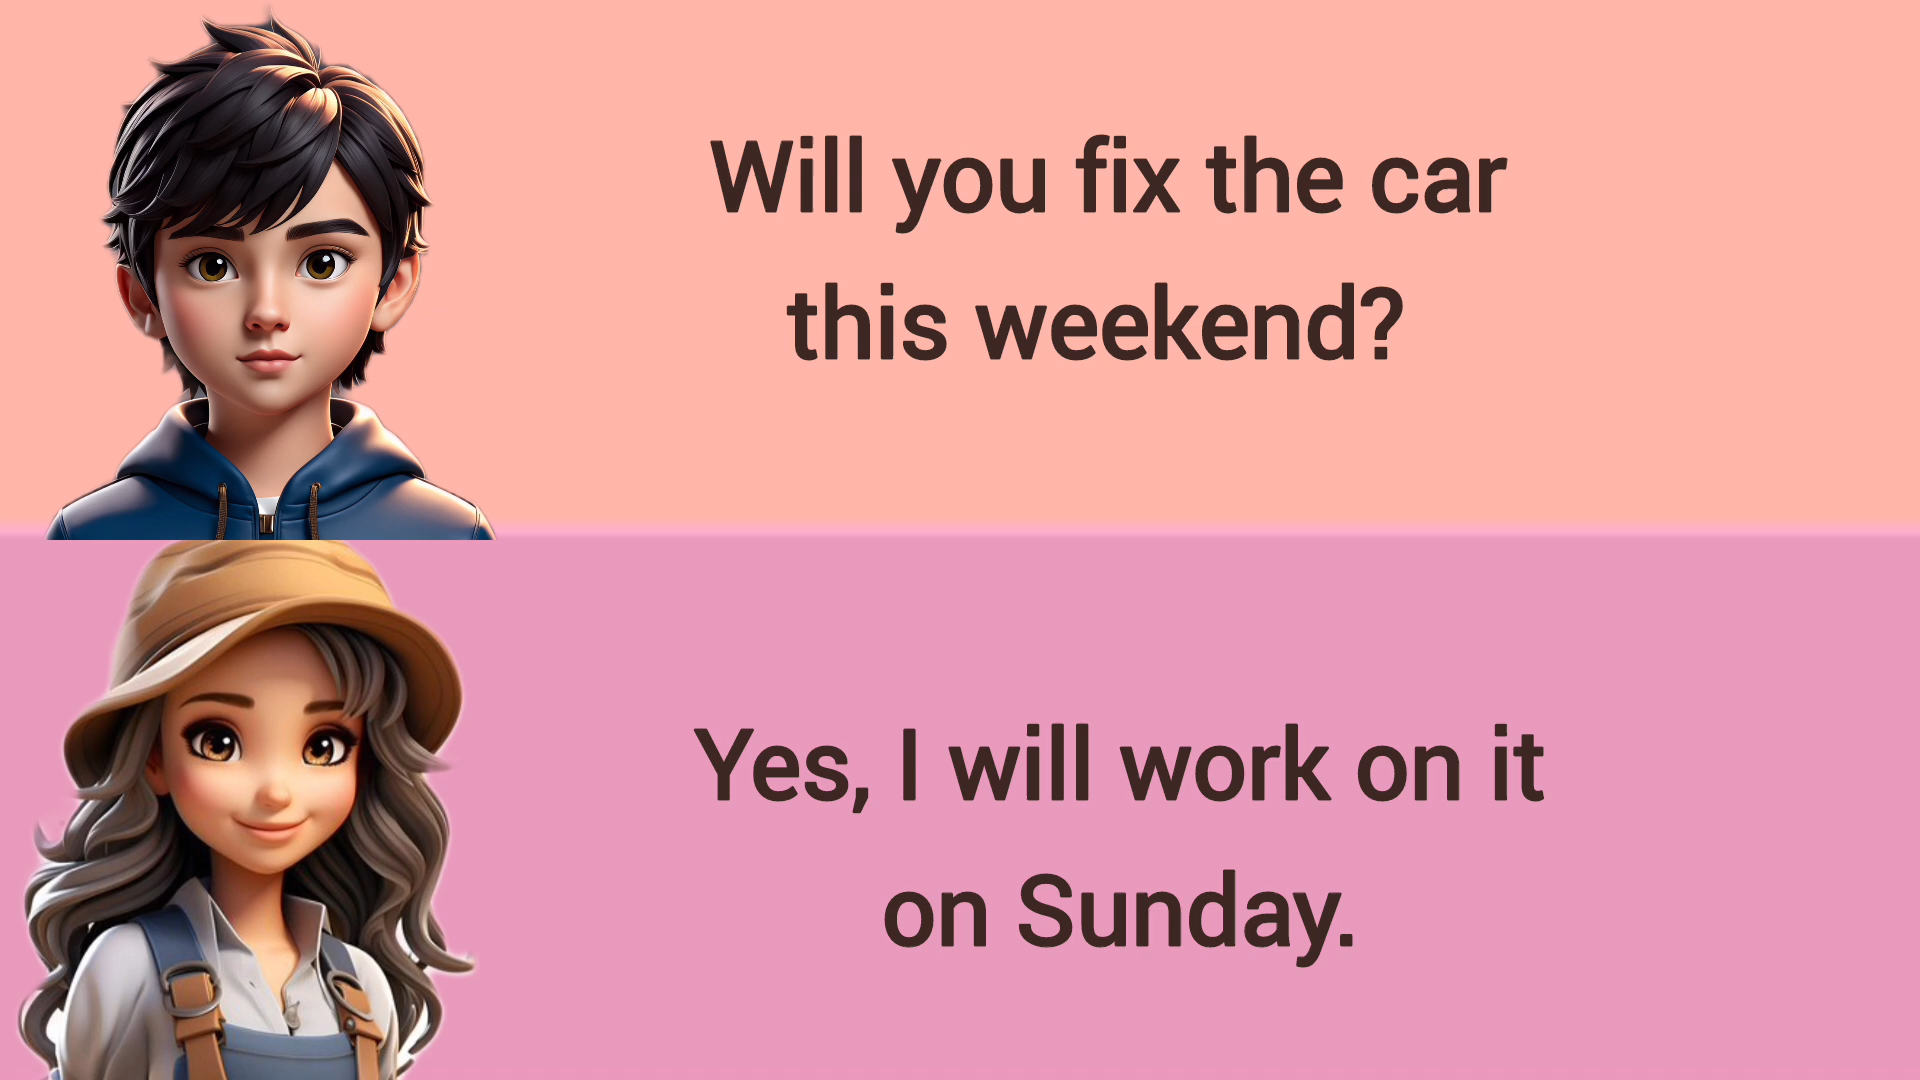 Will you fix the car
this weekend?
Yes, I will work on it
on Sunday.